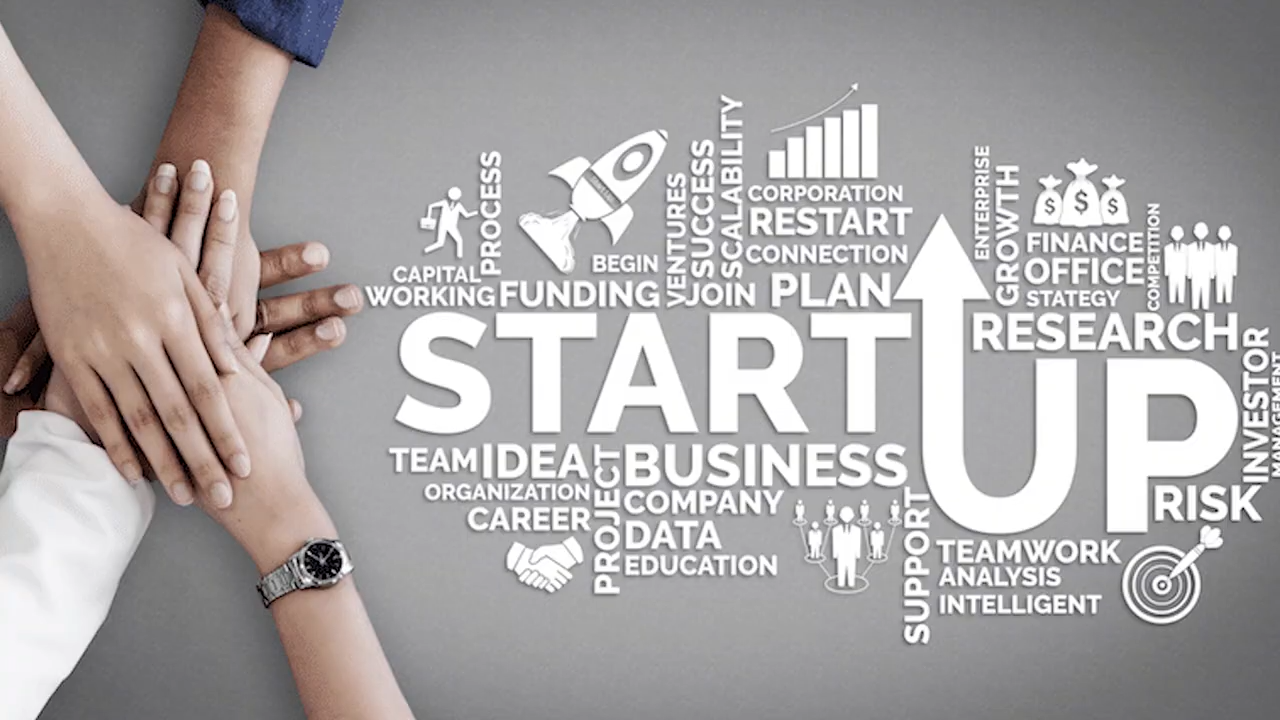 PROCESS
CAPITAL
WORKING
BEGIN
FUNDING
VENTURES
SUCCESS
SCALABILITY
JOIN
CORPORATION
RESTART
CONNECTION
PLAN
ENTERPRISE
GROWTH
FINANCE
OFFICE
STATEGY
COMPETITION
$ $ $
RESEARCH
START UP
INVESTOR
MANAGEMENT
RISK
TEAM
IDEA
ORGANIZATION
CAREER
PROJECT
BUSINESS
COMPANY
DATA
EDUCATION
SUPPORT
TEAMWORK
ANALYSIS
INTELLIGENT